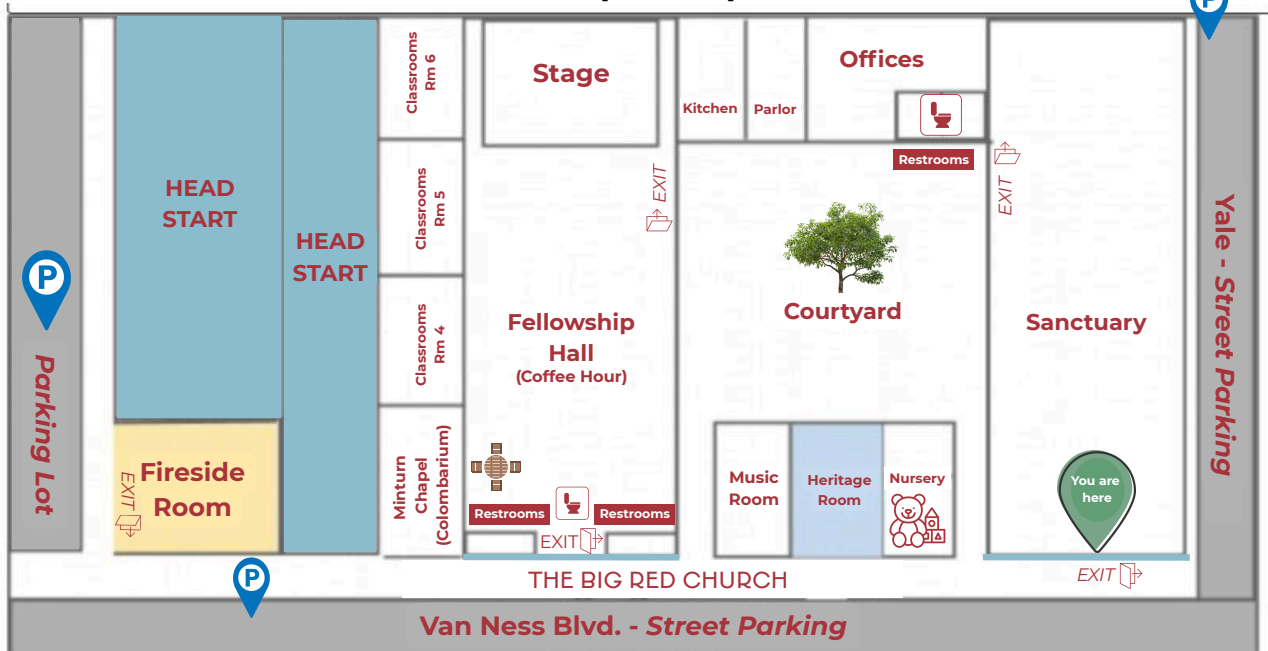 P
Classrooms
Rm 6
Stage
Kitchen
Parlor
Offices
Restrooms
EXIT
EXIT
HEAD
START
HEAD
START
Classrooms
Rm 5
P
Parking Lot
Classrooms
Rm 4
Fellowship
Hall
(Coffee Hour)
Courtyard
Sanctuary
Yale - Street Parking
Fireside
Room
EXIT
Minturn
Chapel
(Colombarium)
Restrooms
Restrooms
EXIT
Music
Room
Heritage
Room
Nursery
You are
here
EXIT
P
THE BIG RED CHURCH
Van Ness Blvd. - Street Parking